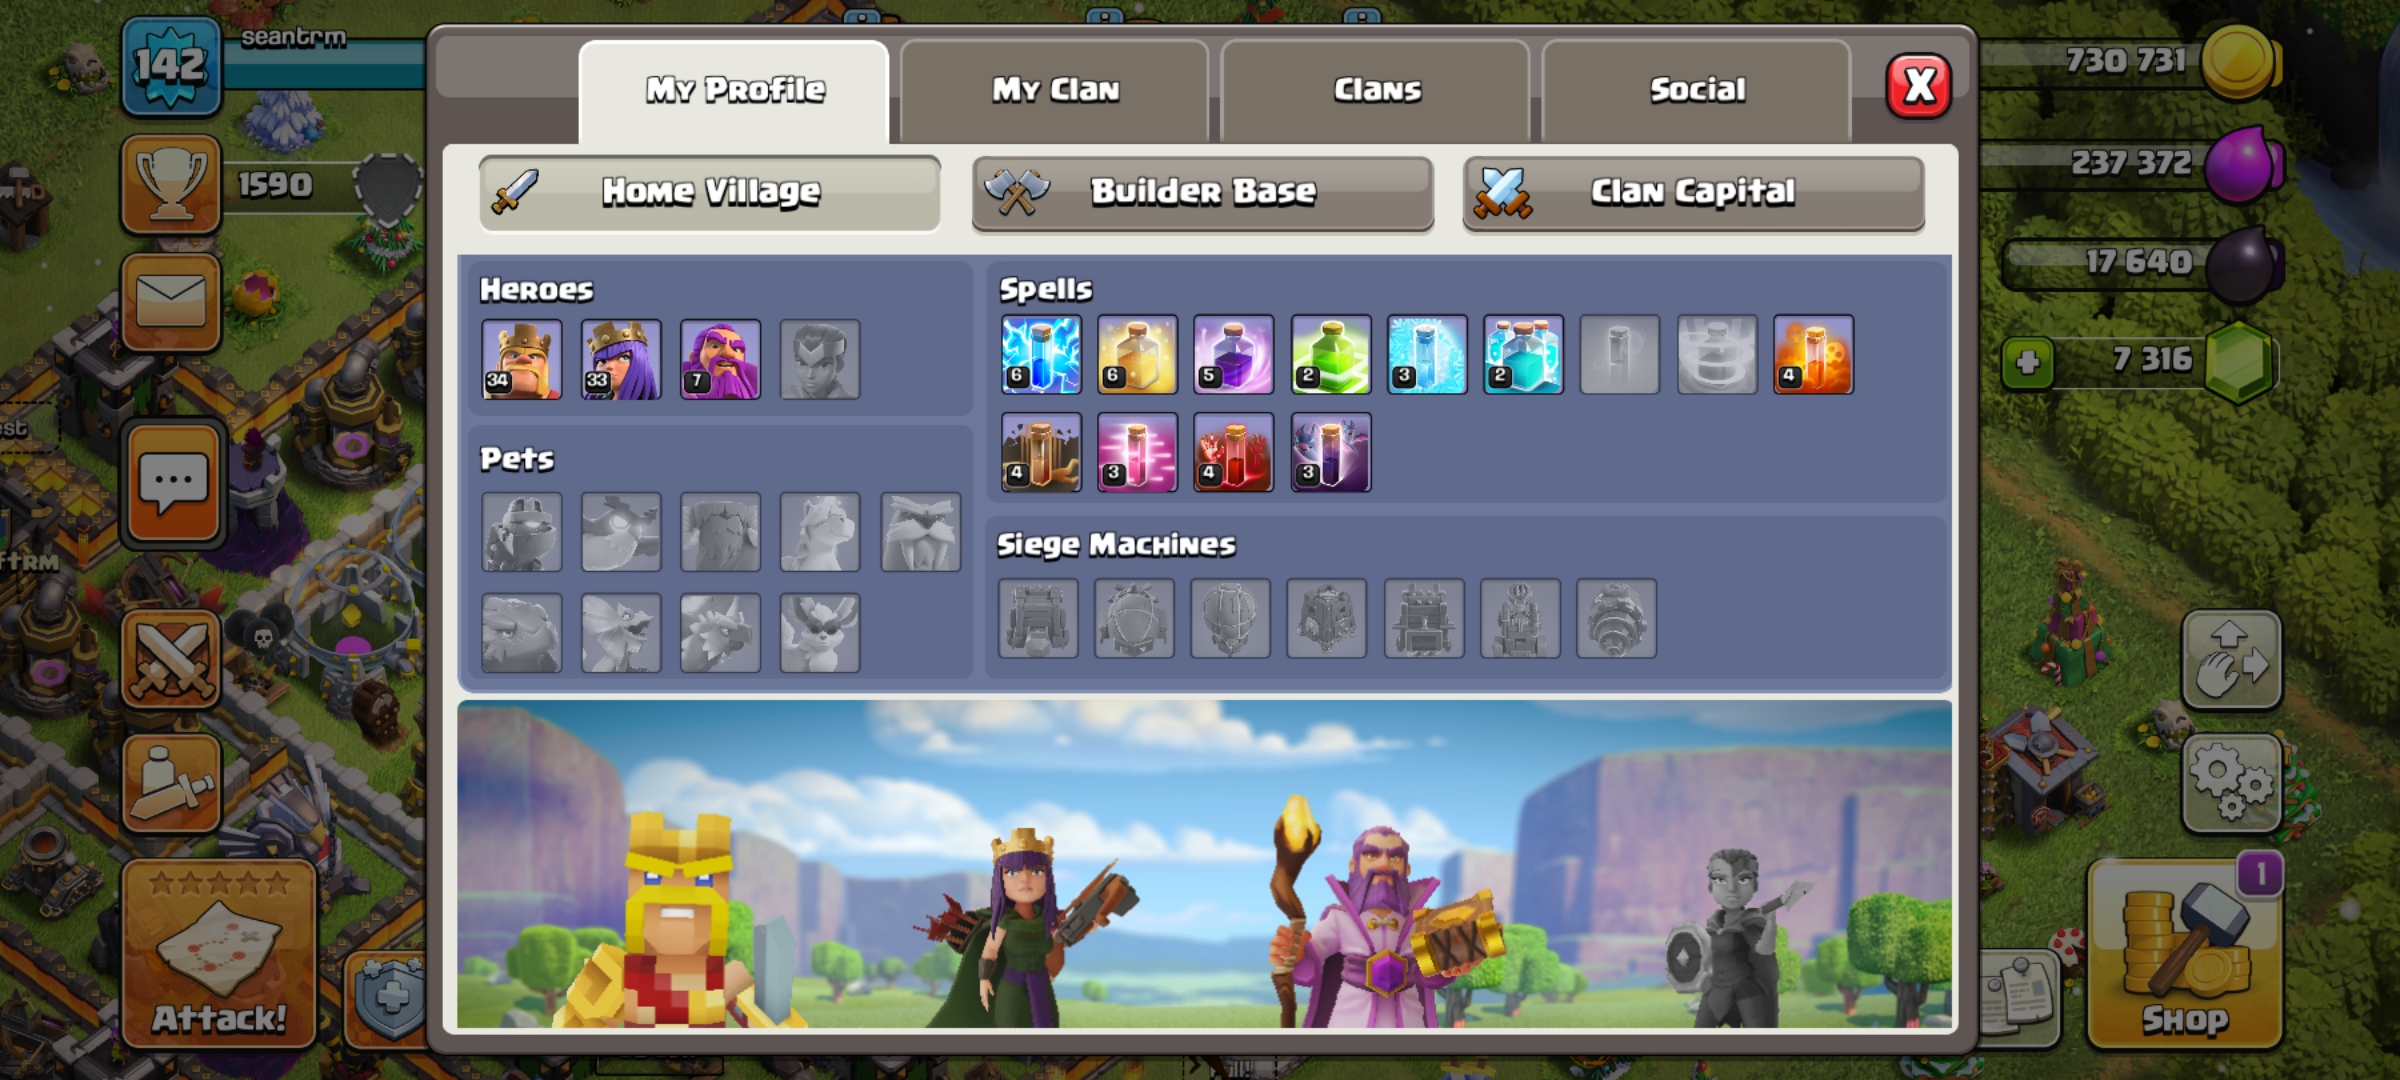 142
seantrm
My Profile
My Clan
Clans
Social
X
730 731
1590
Home Village
Builder Base
Clan Capital
237 372
17 640
7 316
Heroes
34
33
7
Spells
6
6
5
2
3
2
4
4
3
4
3
Pets
Siege Machines
Attack!
1
Shop